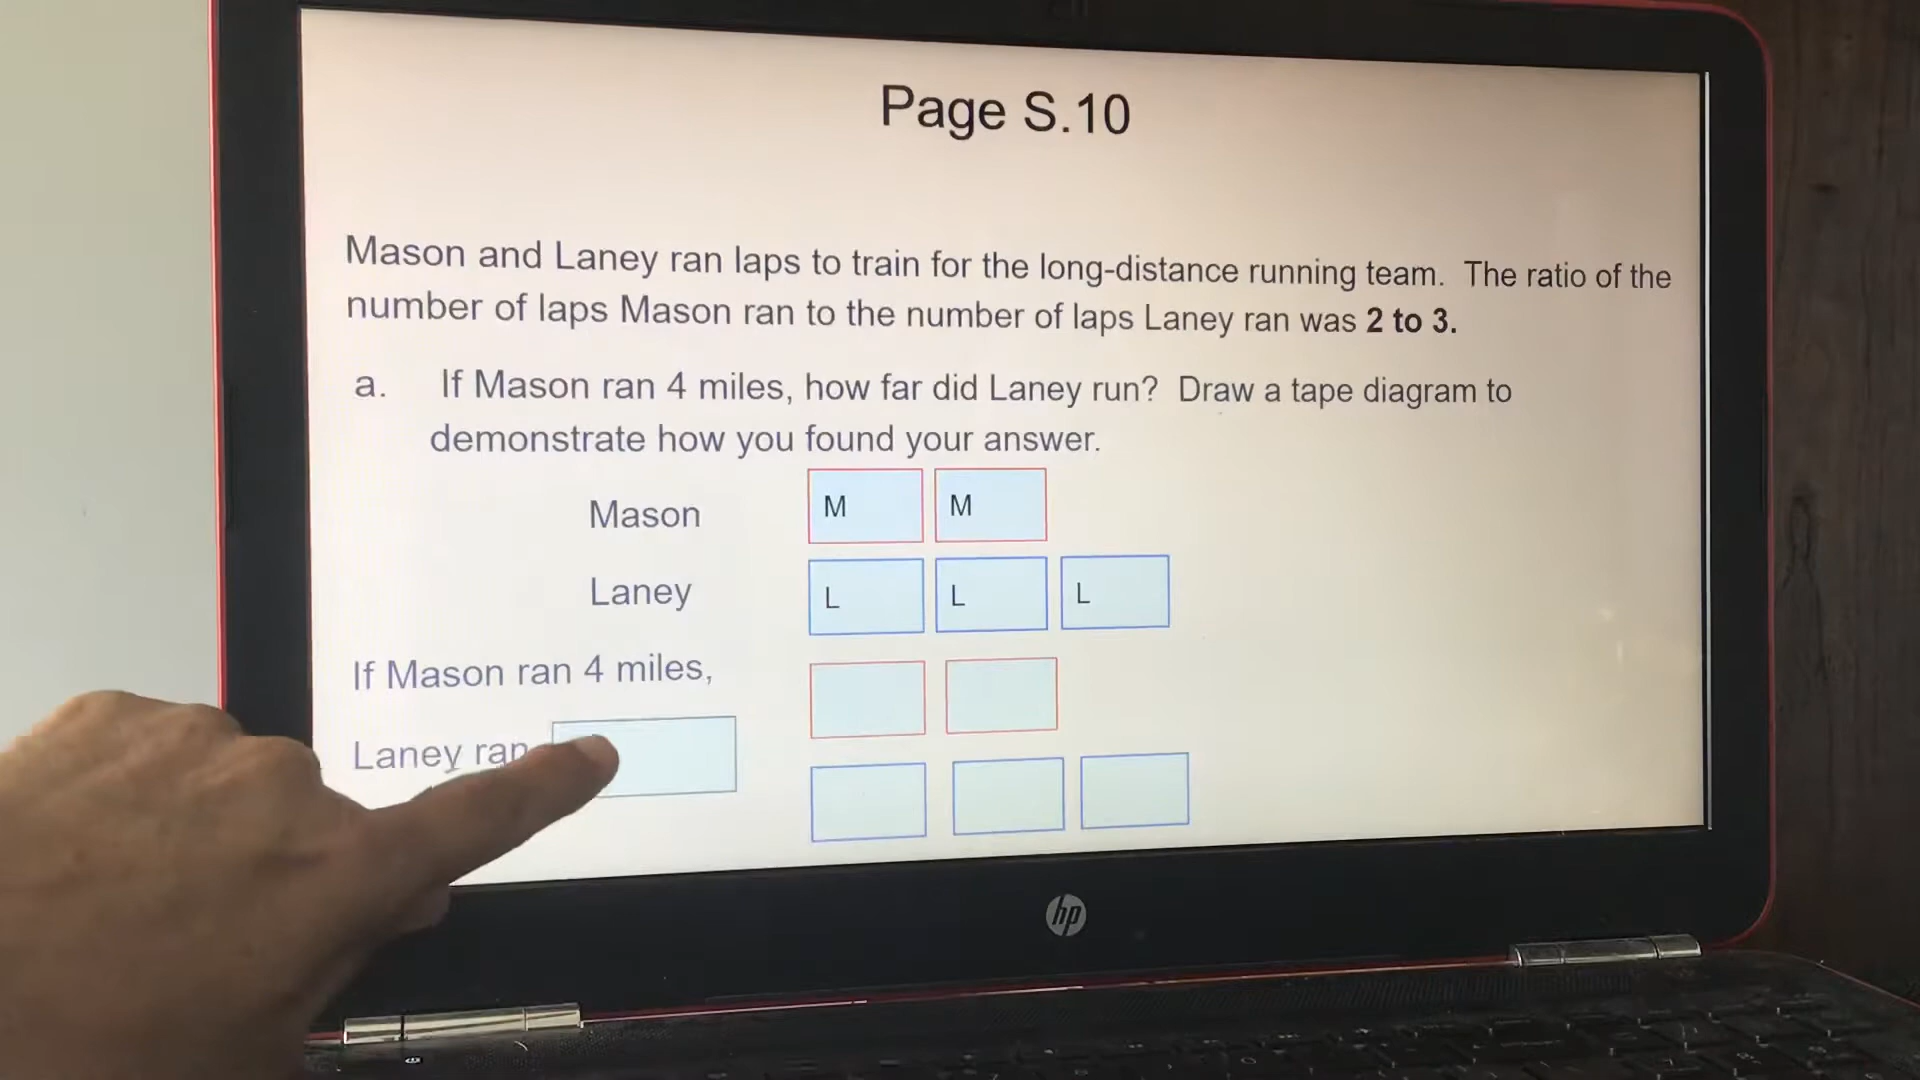 Page S.10
Mason and Laney ran laps to train for the long-distance running team. The ratio of the
number of laps Mason ran to the number of laps Laney ran was 2 to 3.
a. If Mason ran 4 miles, how far did Laney run? Draw a tape diagram to
demonstrate how you found your answer.
Mason M M
Laney L L L
If Mason ran 4 miles,
Laney ran
hp